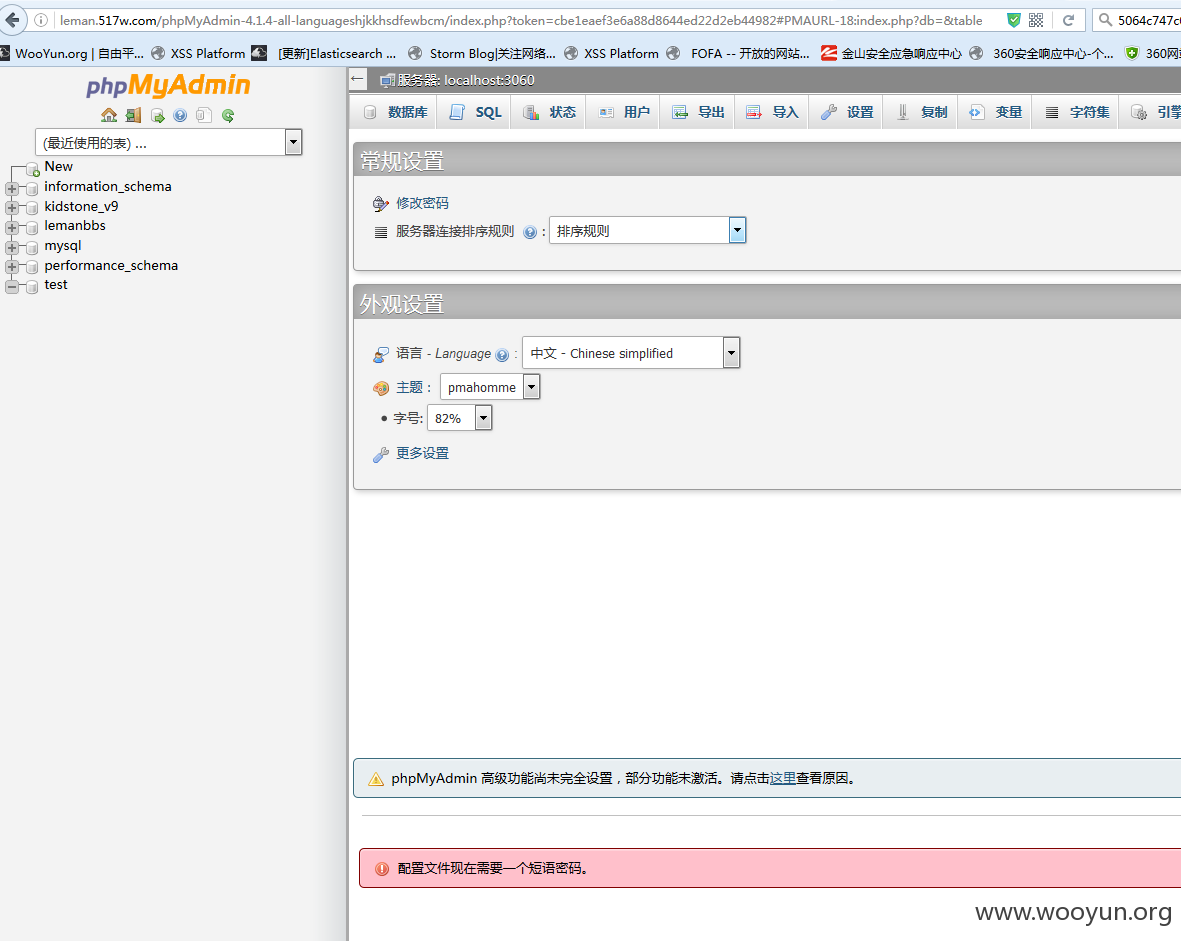 leman.517w.com/phpMyAdmin-4.1.4-all-languageshjkkhsdfewbcm/index.php?token=cbe1eaef3e6a88d8644ed22d2eb44982#PMAURL-18:index.php?db=&table
5064c747c
WooYun.org | 自由平... XSS Platform [更新]Elasticsearch ... Storm Blog|关注网络... XSS Platform FOFA -- 开放的网站... 金山安全应急响应中心 360安全响应中心-个... 360网
phpMyAdmin
服务器: localhost:3060
数据库 SQL 状态 用户 导出 导入 设置 复制 变量 字符集 引擎
(最近使用的表) ...
New
information_schema
kidstone_v9
lemanbbs
mysql
performance_schema
test
常规设置
修改密码
服务器连接排序规则 : 排序规则
外观设置
语言 - Language : 中文 - Chinese simplified
主题 : pmahomme
字号: 82%
更多设置
phpMyAdmin 高级功能尚未完全设置，部分功能未激活。请点击这里查看原因。
配置文件现在需要一个短语密码。
www.wooyun.org